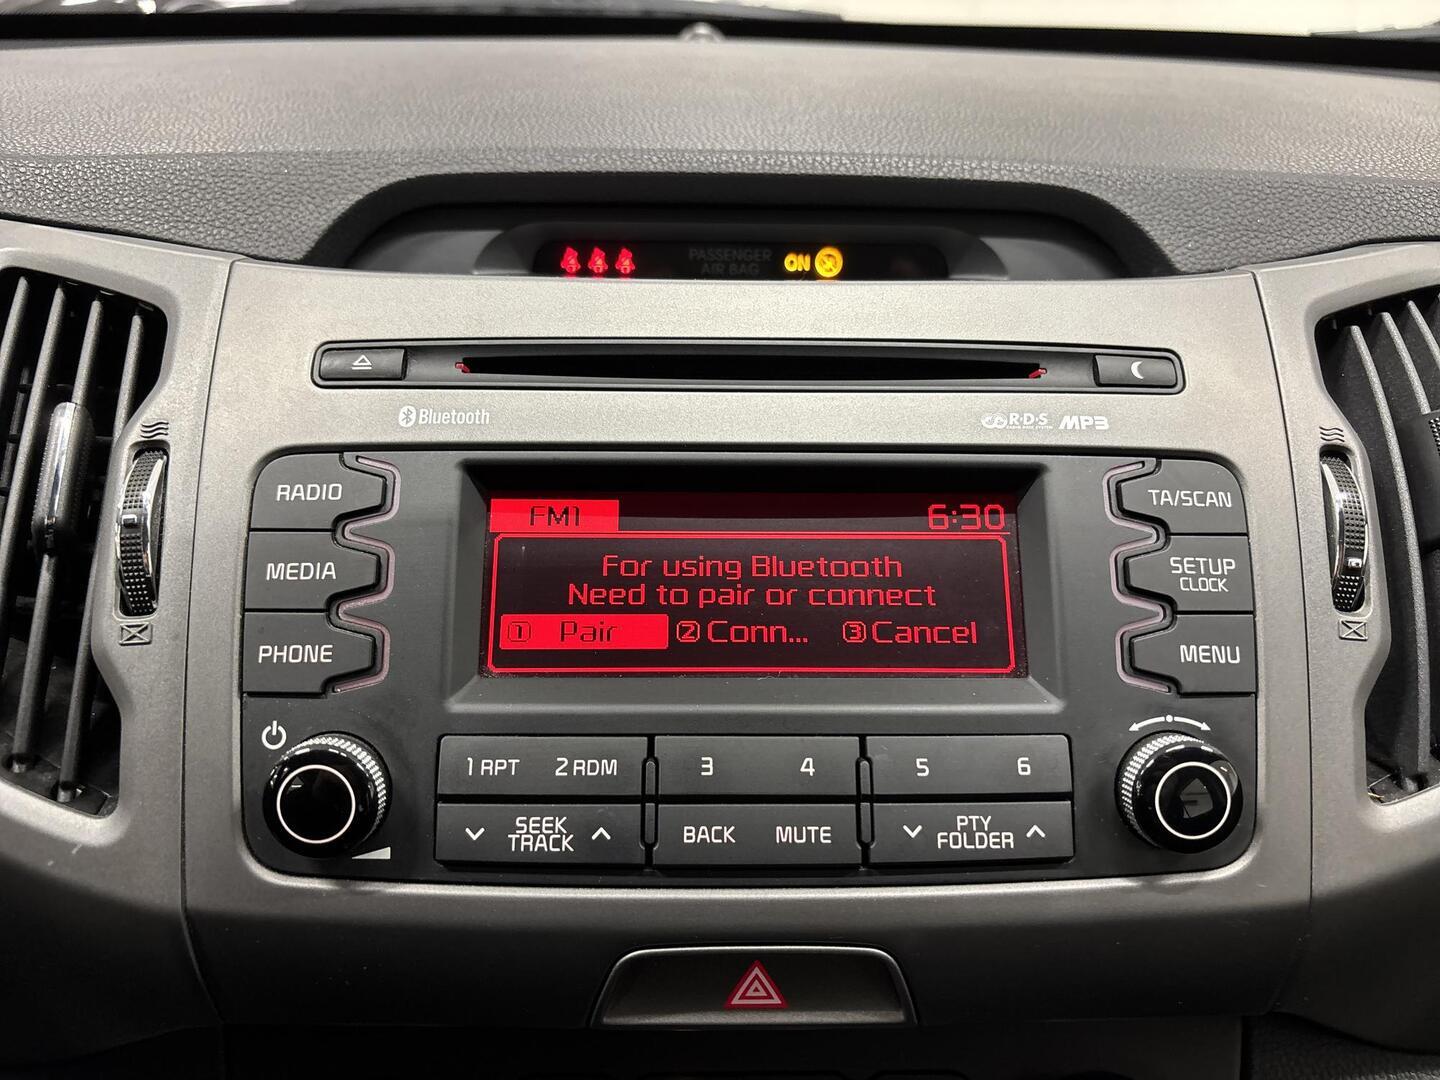 PASSENGER
AIR BAG
ON
Bluetooth
R·D·S MP3
RADIO
MEDIA
PHONE
FM1 6:30
For using Bluetooth
Need to pair or connect
1 Pair 2 Conn... 3 Cancel
TA/SCAN
SETUP
CLOCK
MENU
1 RPT 2 RDM 3 4 5 6
SEEK
TRACK
BACK MUTE
PTY
FOLDER